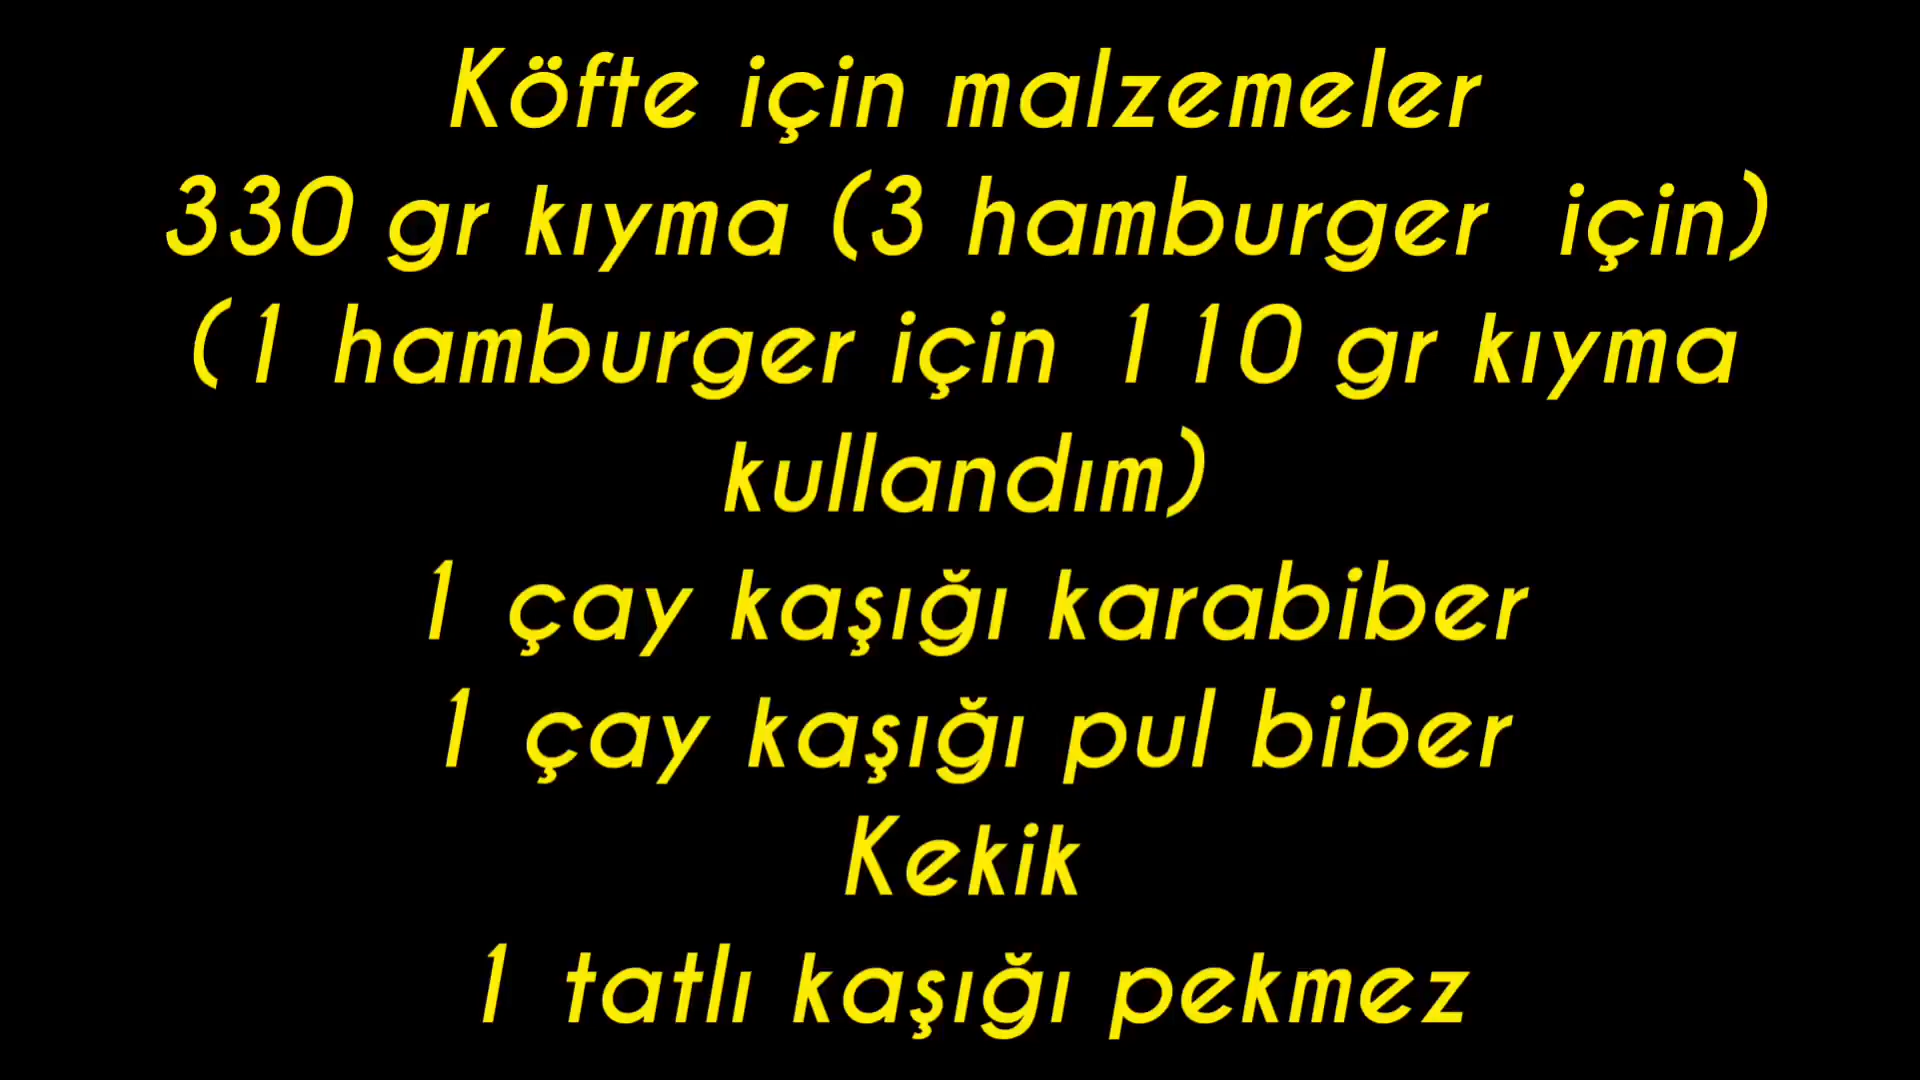 Köfte için malzemeler
330 gr kıyma (3 hamburger  için)
(1 hamburger için 110 gr kıyma
kullandım)
1 çay kaşığı karabiber
1 çay kaşığı pul biber
Kekik
1 tatlı kaşığı pekmez